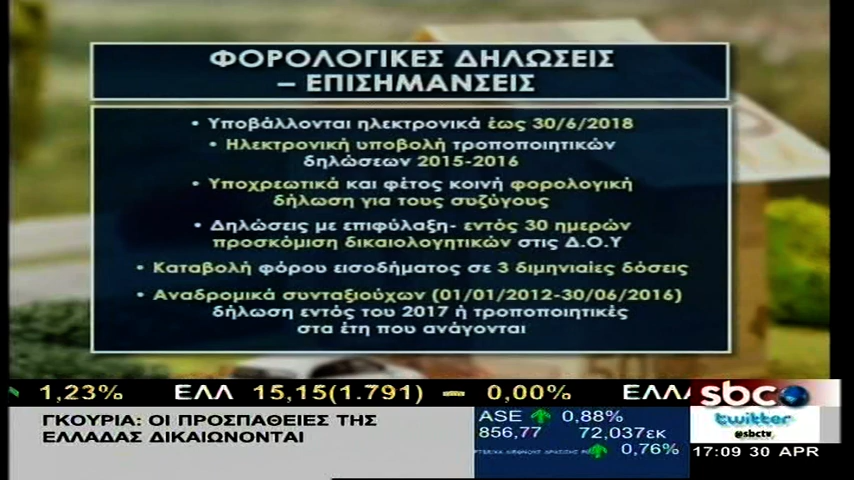 ΦΟΡΟΛΟΓΙΚΕΣ ΔΗΛΩΣΕΙΣ
– ΕΠΙΣΗΜΑΝΣΕΙΣ
• Υποβάλλονται ηλεκτρονικά έως 30/6/2018
• Ηλεκτρονική υποβολή τροποποιητικών
δηλώσεων 2015-2016
• Υποχρεωτικά και φέτος κοινή φορολογική
δήλωση για τους συζύγους
• Δηλώσεις με επιφύλαξη- εντός 30 ημερών
προσκόμιση δικαιολογητικών στις Δ.Ο.Υ
• Καταβολή φόρου εισοδήματος σε 3 διμηνιαίες δόσεις
• Αναδρομικά συνταξιούχων (01/01/2012-30/06/2016)
δήλωση εντός του 2017 ή τροποποιητικές
στα έτη που ανάγονται
1,23% ΕΛΛ 15,15(1.791) 0,00% ΕΛΛΑ
sbc
ΓΚΟΥΡΙΑ: ΟΙ ΠΡΟΣΠΑΘΕΙΕΣ ΤΗΣ
ΕΛΛΑΔΑΣ ΔΙΚΑΙΩΝΟΝΤΑΙ
ASE 0,88%
856,77 72,037εκ
0,76%
twitter
@sbctv
17:09 30 APR